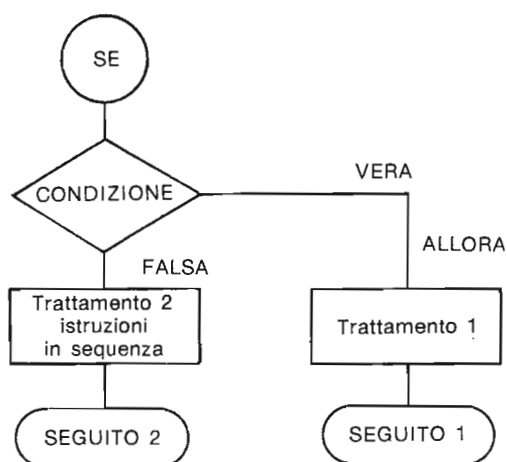 SE
CONDIZIONE
VERA
ALLORA
FALSA
Trattamento 2
istruzioni
in sequenza
Trattamento 1
SEGUITO 2
SEGUITO 1